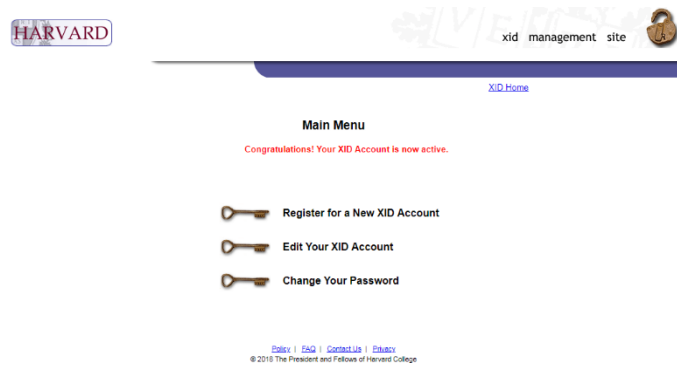 HARVARD
xid management site
XID Home
Main Menu
Congratulations! Your XID Account is now active.
Register for a New XID Account
Edit Your XID Account
Change Your Password
Policy | FAQ | Contact Us | Privacy
© 2018 The President and Fellows of Harvard College